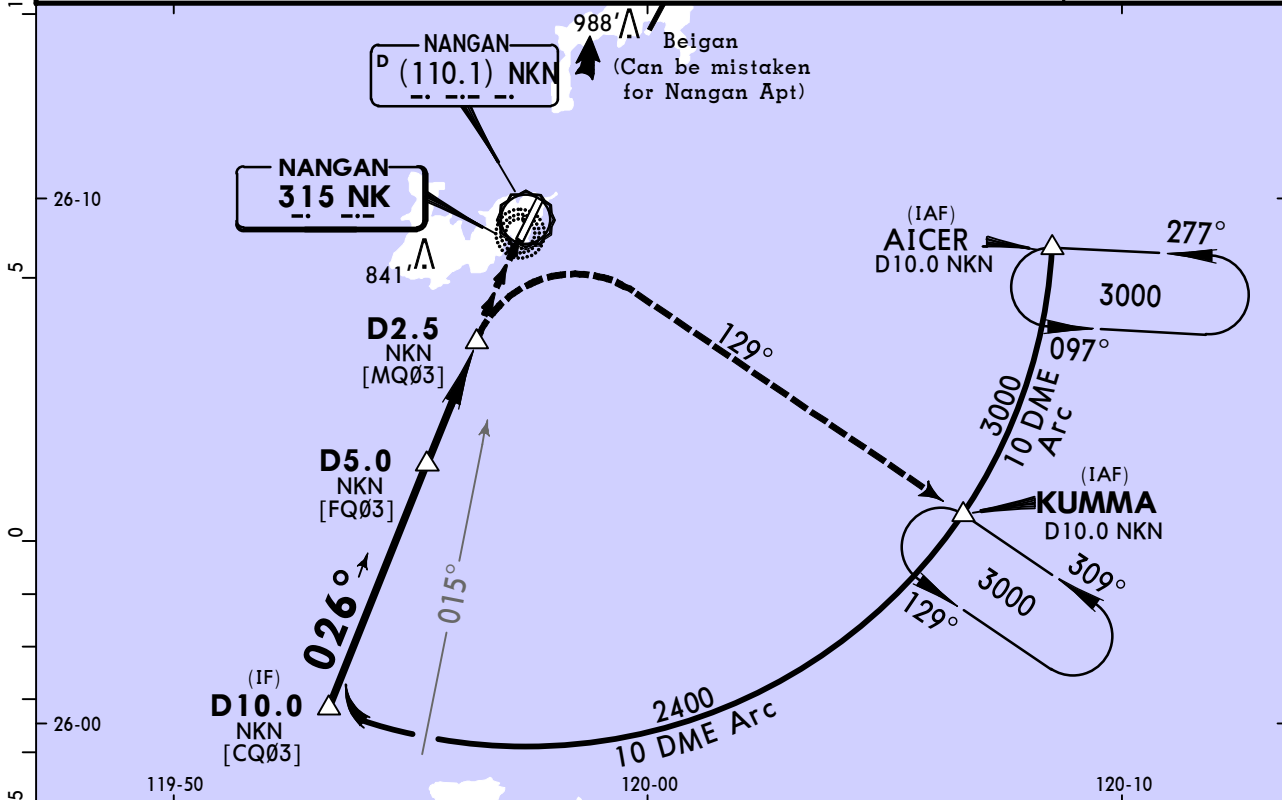 988'
Beigan
(Can be mistaken
for Nangan Apt)
NANGAN
D (110.1) NKN
NANGAN
315 NK
26-10
841'
(IAF)
AICER
D10.0 NKN
277°
3000
097°
5
D2.5
NKN
[MQØ3]
129°
3000
10 DME
Arc
D5.0
NKN
[FQØ3]
(IAF)
KUMMA
D10.0 NKN
0
309°
3000
129°
026°
015°
(IF)
D10.0
NKN
[CQØ3]
2400
10 DME Arc
26-00
5
119-50
120-00
120-10